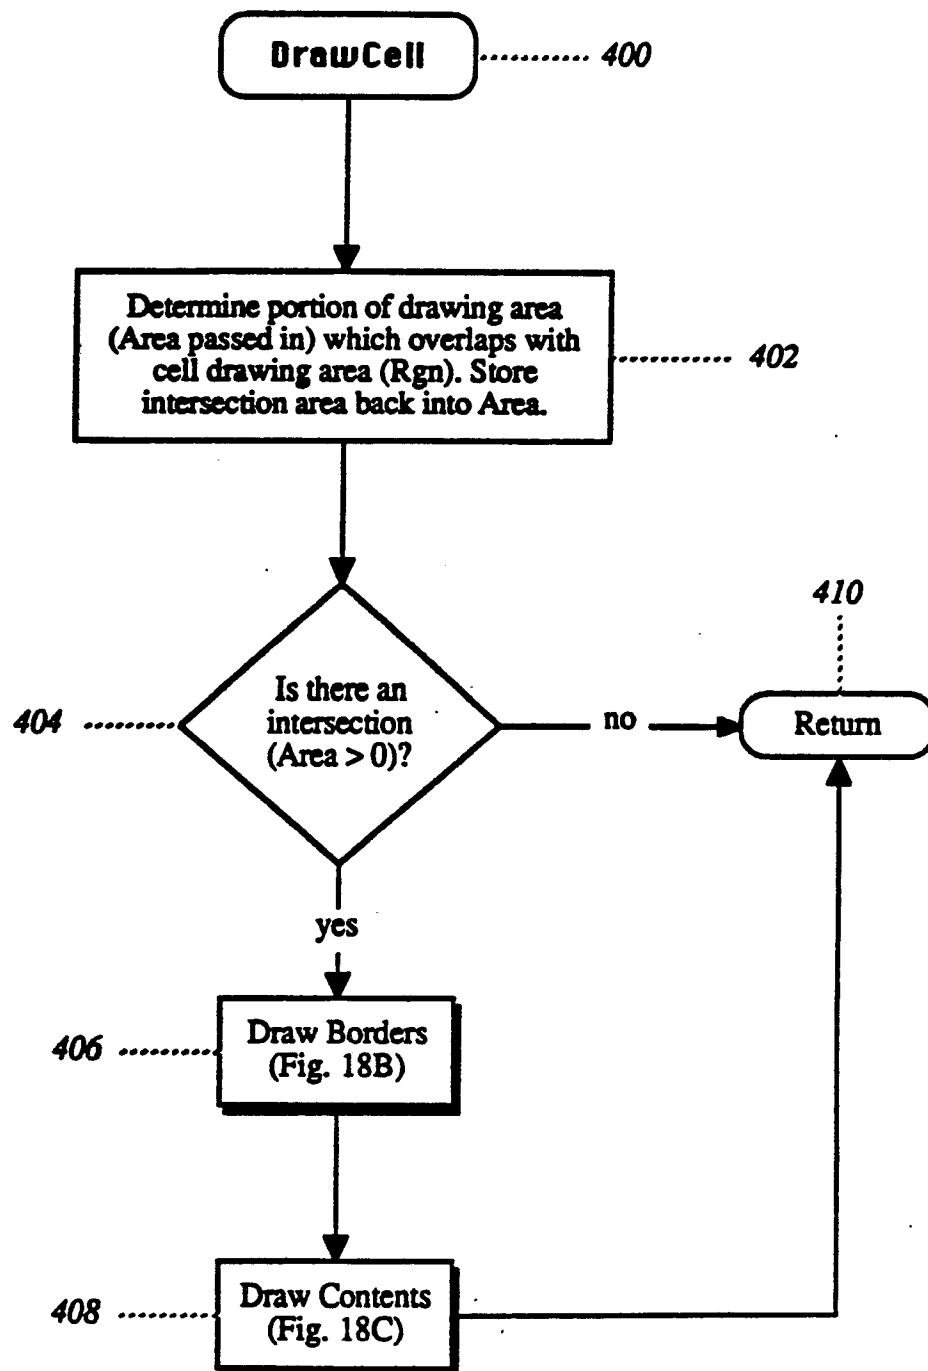 DrawCell
400
Determine portion of drawing area
(Area passed in) which overlaps with
cell drawing area (Rgn). Store
intersection area back into Area.
402
410
404
Is there an
intersection
(Area > 0)?
no
Return
yes
406
Draw Borders
(Fig. 18B)
408
Draw Contents
(Fig. 18C)